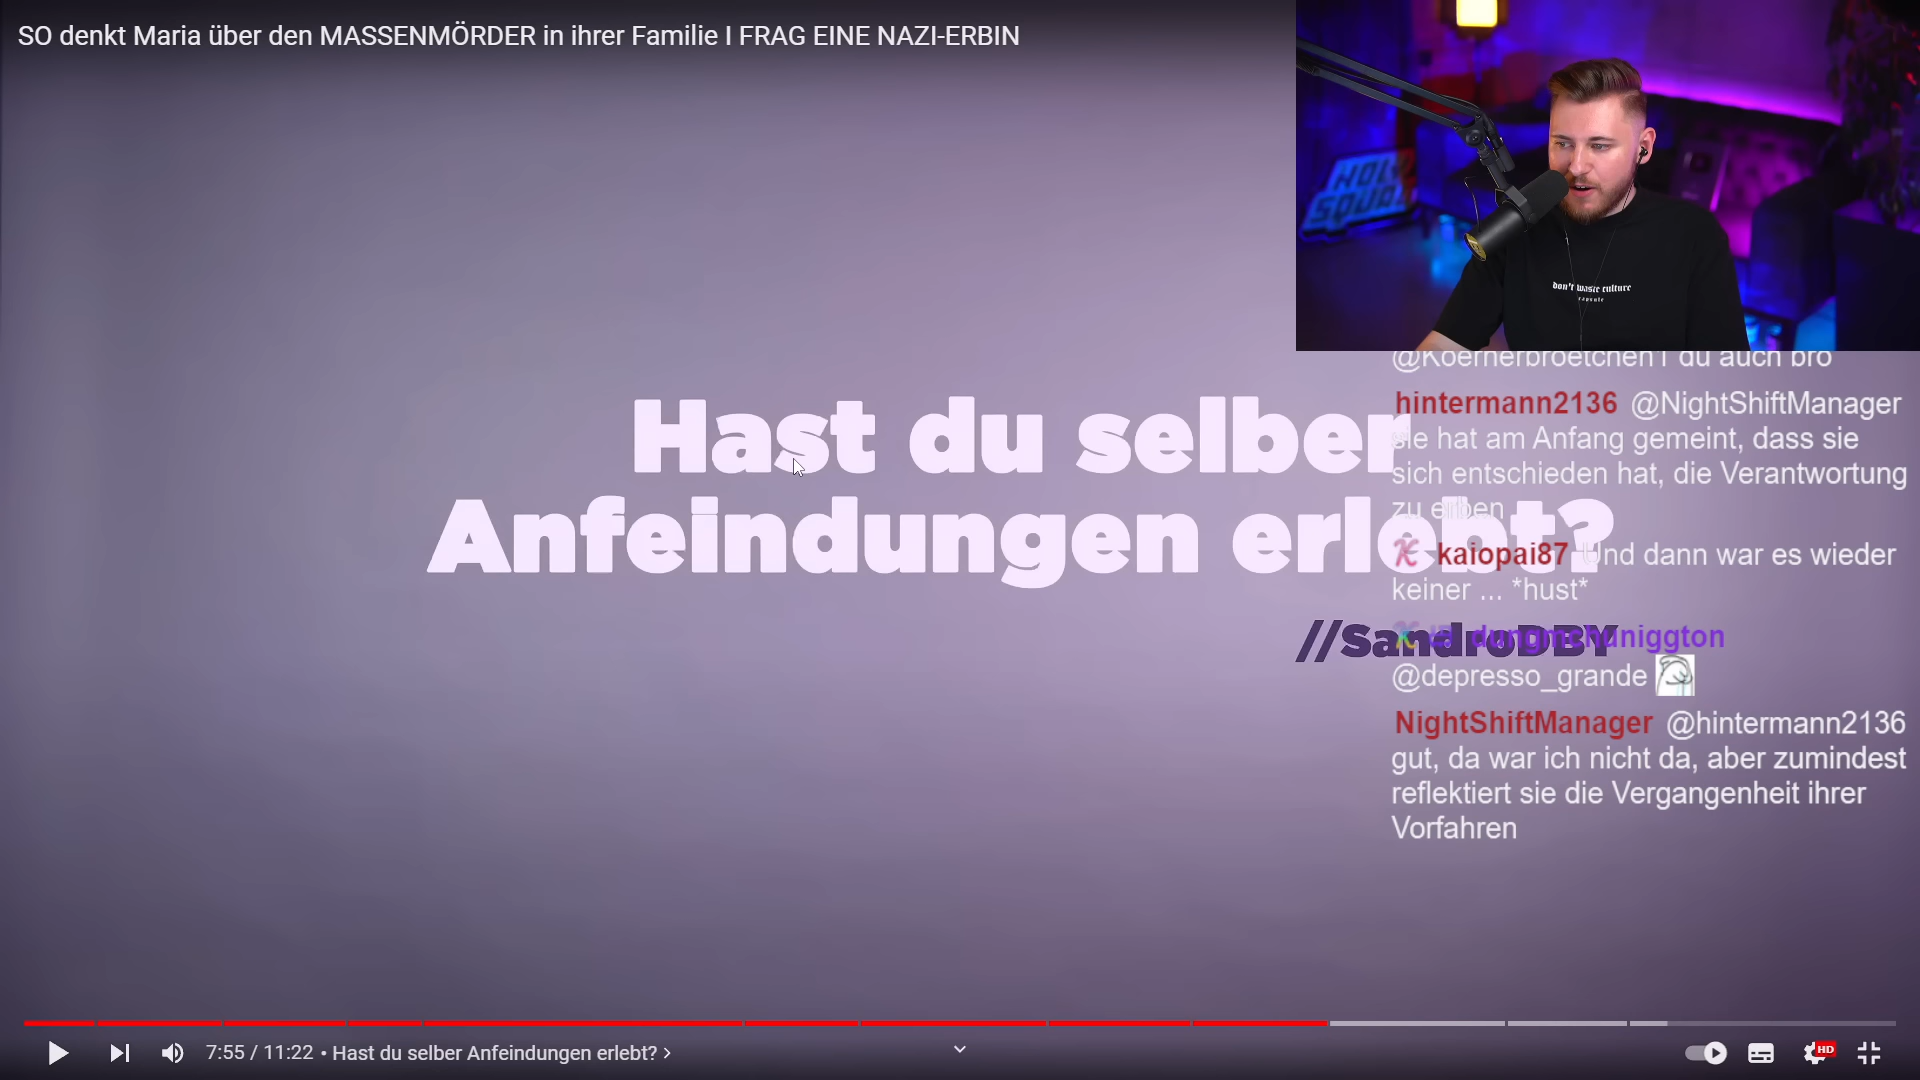 SO denkt Maria über den MASSENMÖRDER in ihrer Familie I FRAG EINE NAZI-ERBIN
HOLY
SQUAD
don't waste culture
Hast du selber
Anfeindungen erlebt?
//SandroDBY
@Koernerbroetchen1 du auch bro
hintermann2136 @NightShiftManager
sie hat am Anfang gemeint, dass sie
sich entschieden hat, die Verantwortung
zu erben
kaiopai87 Und dann war es wieder
keiner ... *hust*
dungmchuniggton
@depresso_grande
NightShiftManager @hintermann2136
gut, da war ich nicht da, aber zumindest
reflektiert sie die Vergangenheit ihrer
Vorfahren
7:55 / 11:22 • Hast du selber Anfeindungen erlebt? >
HD